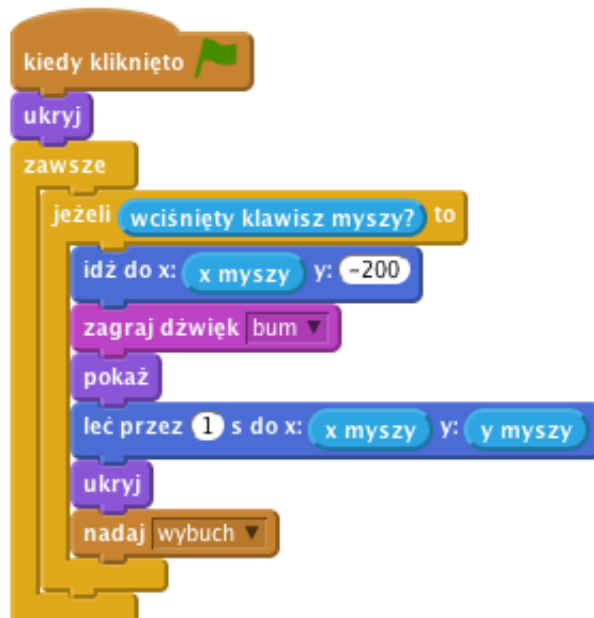 kiedy kliknięto
ukryj
zawsze
jeżeli wciśnięty klawisz myszy? to
idź do x: x myszy y: -200
zagraj dźwięk bum
pokaż
leć przez 1 s do x: x myszy y: y myszy
ukryj
nadaj wybuch